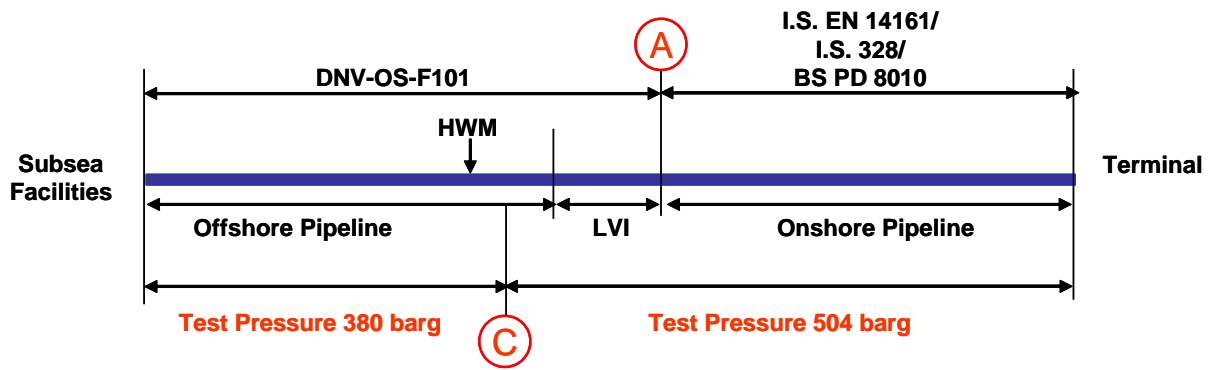 I.S. EN 14161/
I.S. 328/
BS PD 8010
A
DNV-OS-F101
HWM
Subsea
Facilities
Terminal
Offshore Pipeline
LVI
Onshore Pipeline
Test Pressure 380 barg
C
Test Pressure 504 barg